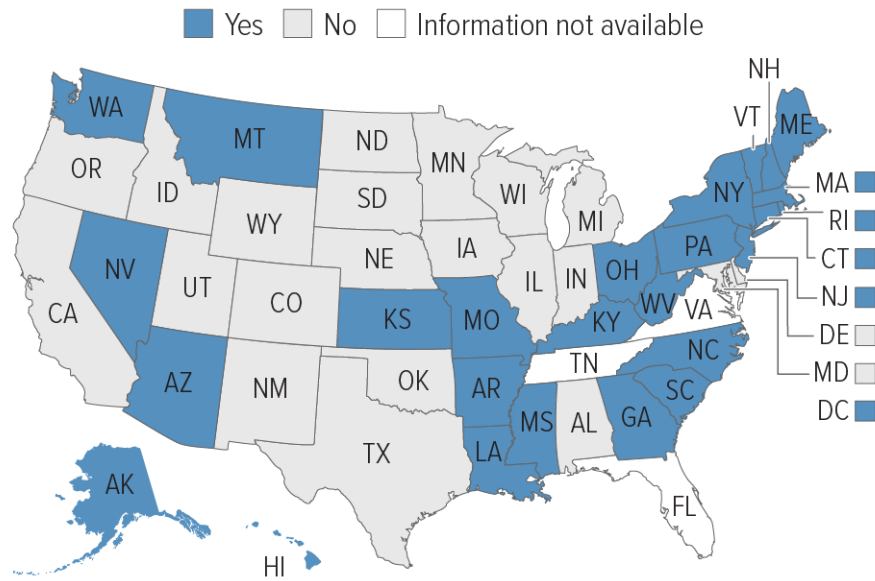 Yes No Information not available
NH
WA
VT
ME
MT
ND
MN
OR
ID
SD
WI
NY
MA
WY
MI
RI
IA
PA
CT
NE
NV
OH
IL
IN
NJ
UT
CO
WV
CA
KS
MO
VA
KY
DE
NC
TN
MD
AZ
OK
NM
AR
SC
DC
MS
AL
GA
TX
LA
AK
FL
HI